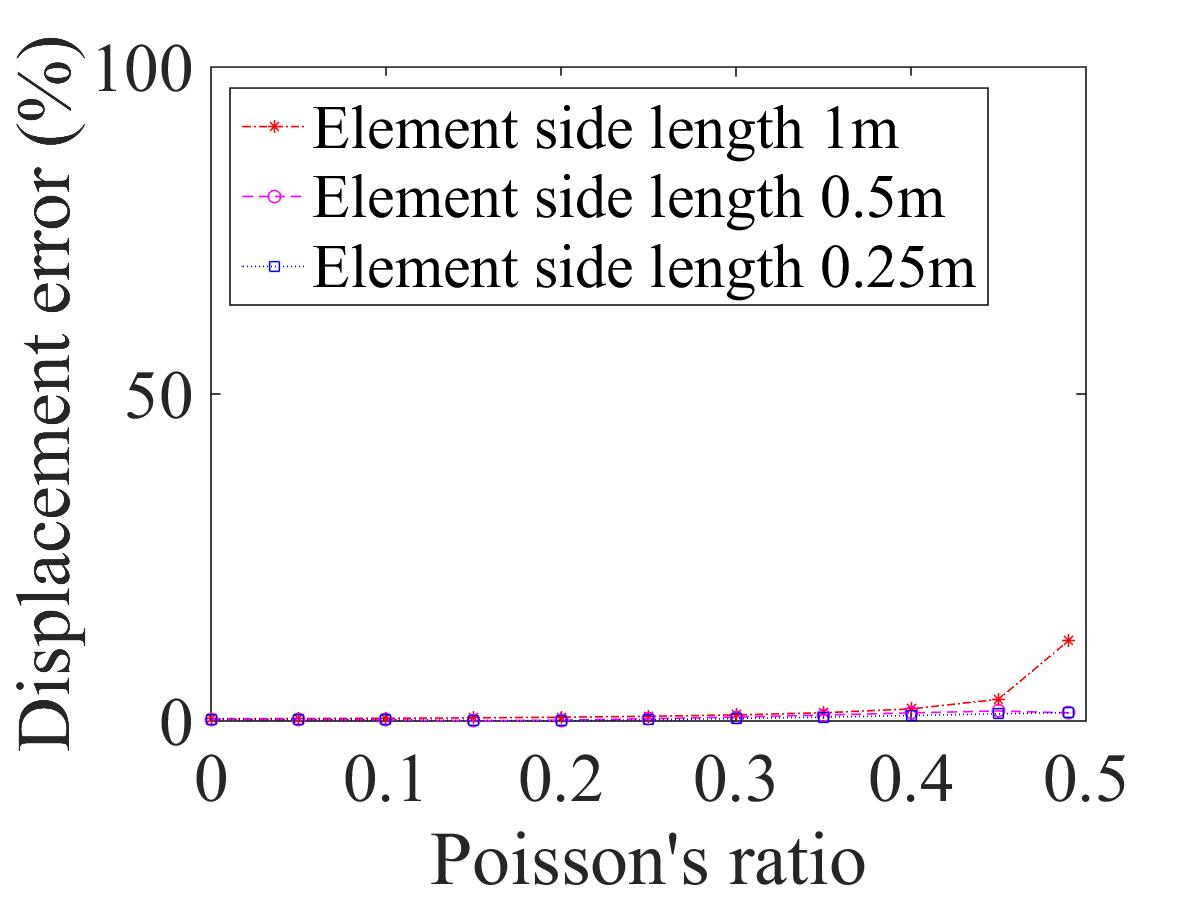 Displacement error (%)
100
50
0
Element side length 1m
Element side length 0.5m
Element side length 0.25m
0 0.1 0.2 0.3 0.4 0.5
Poisson's ratio